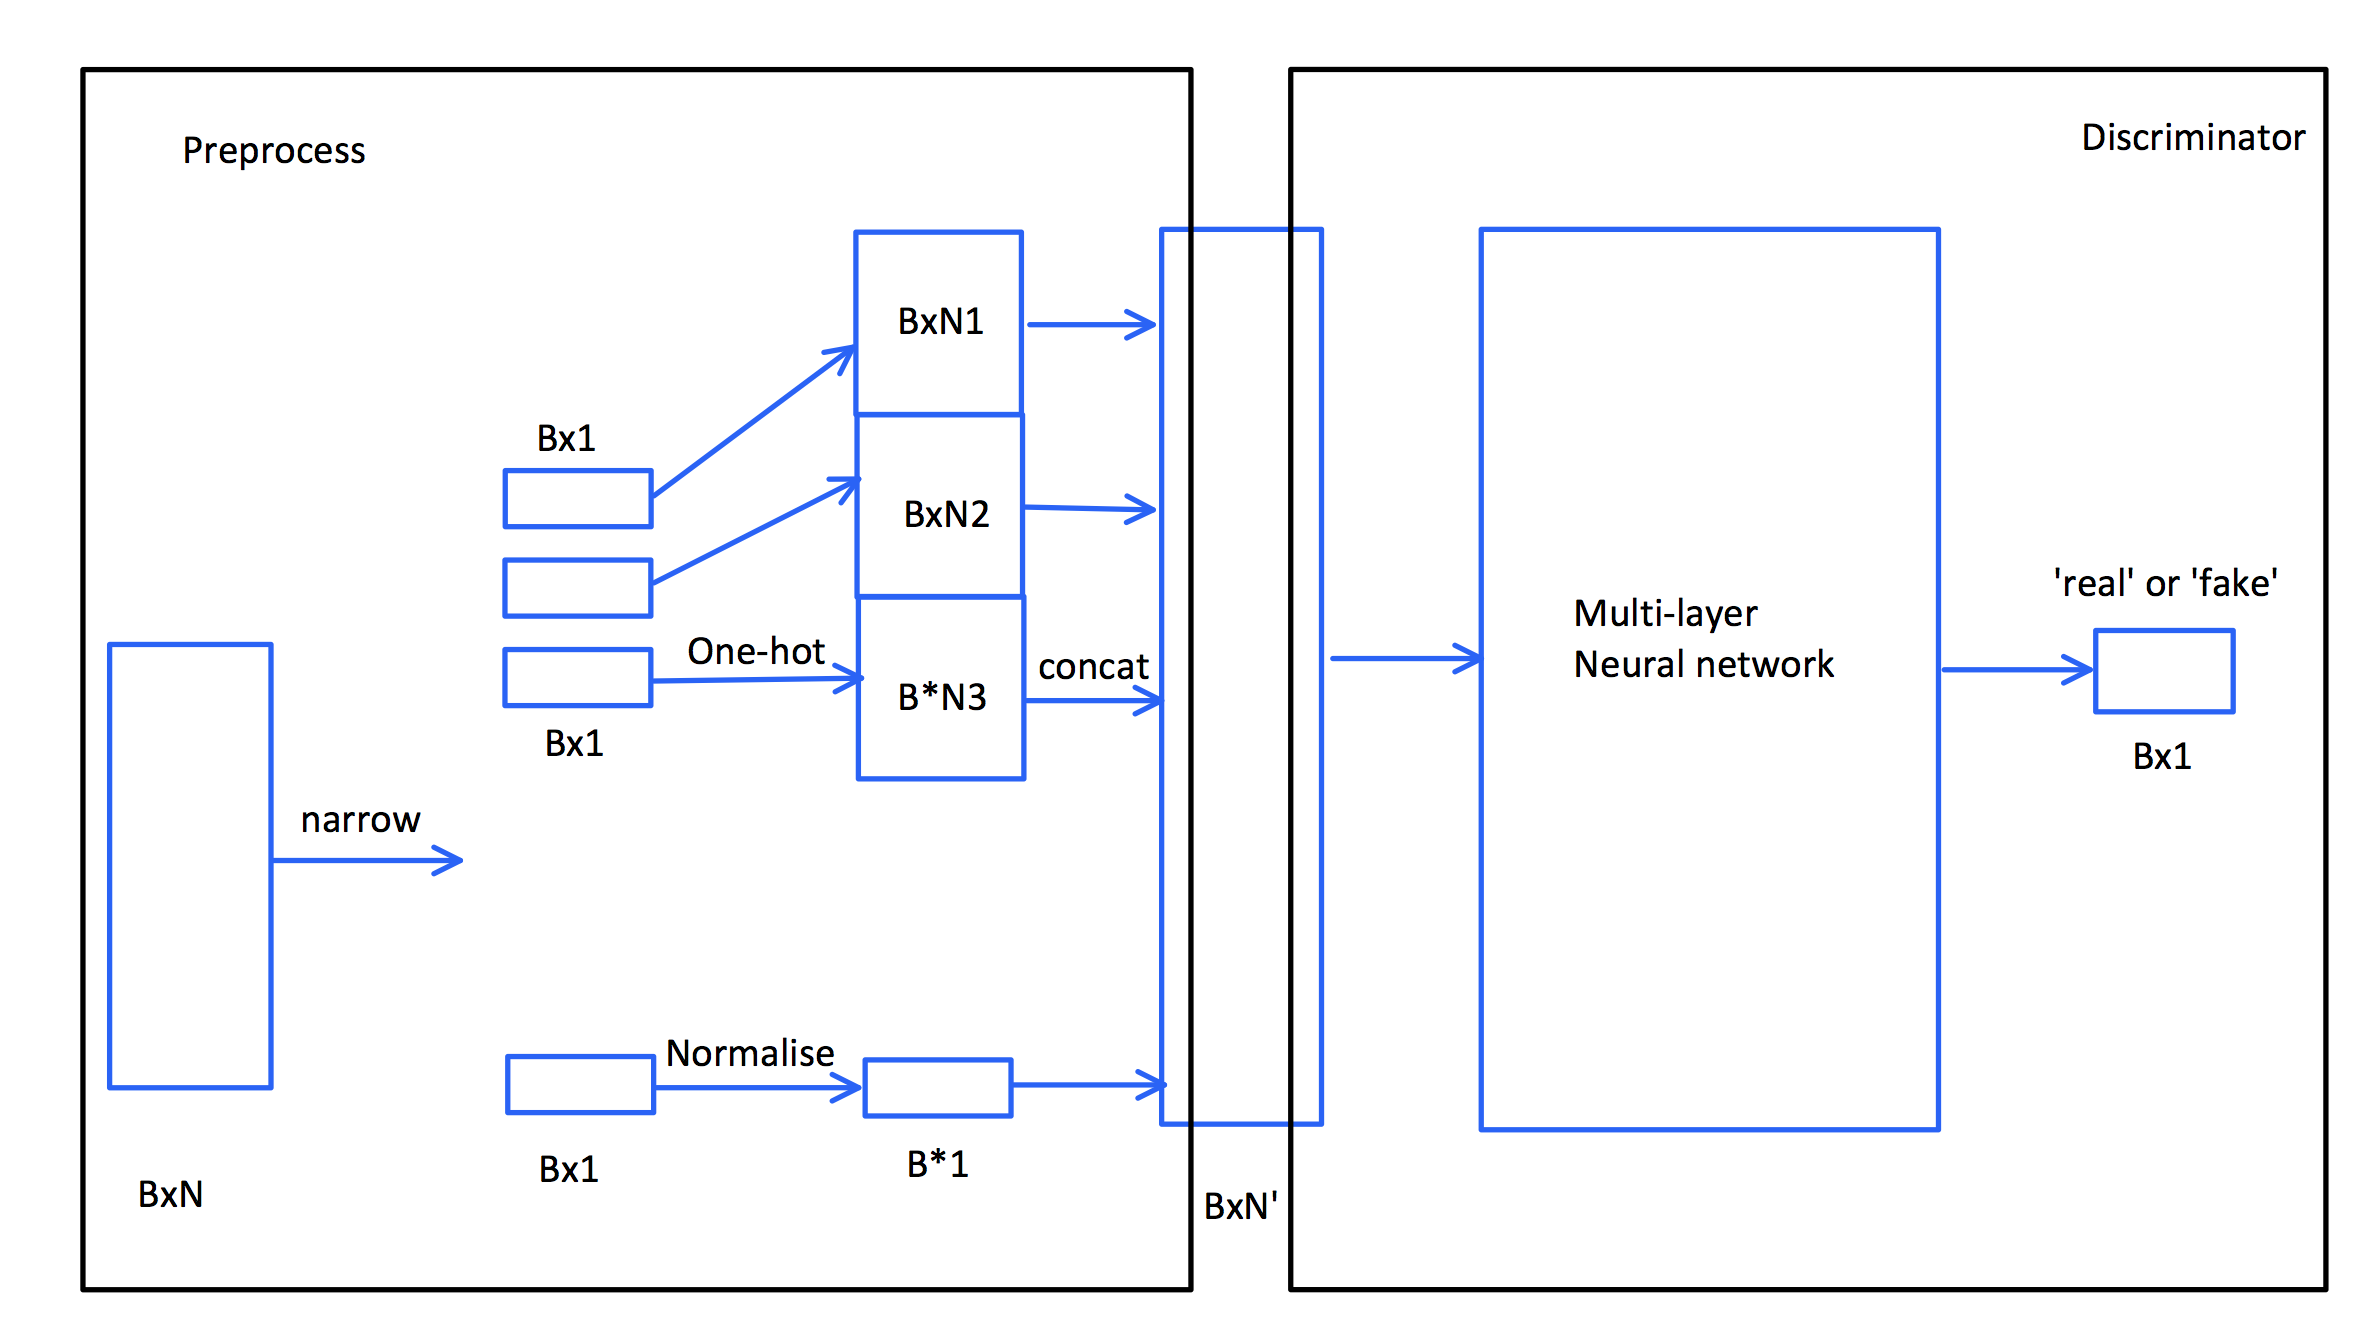 Preprocess
Discriminator
BxN1
Bx1
BxN2
One-hot
Bx1
B*N3
concat
narrow
BxN
Normalise
Bx1
B*1
BxN'
Multi-layer
Neural network
'real' or 'fake'
Bx1